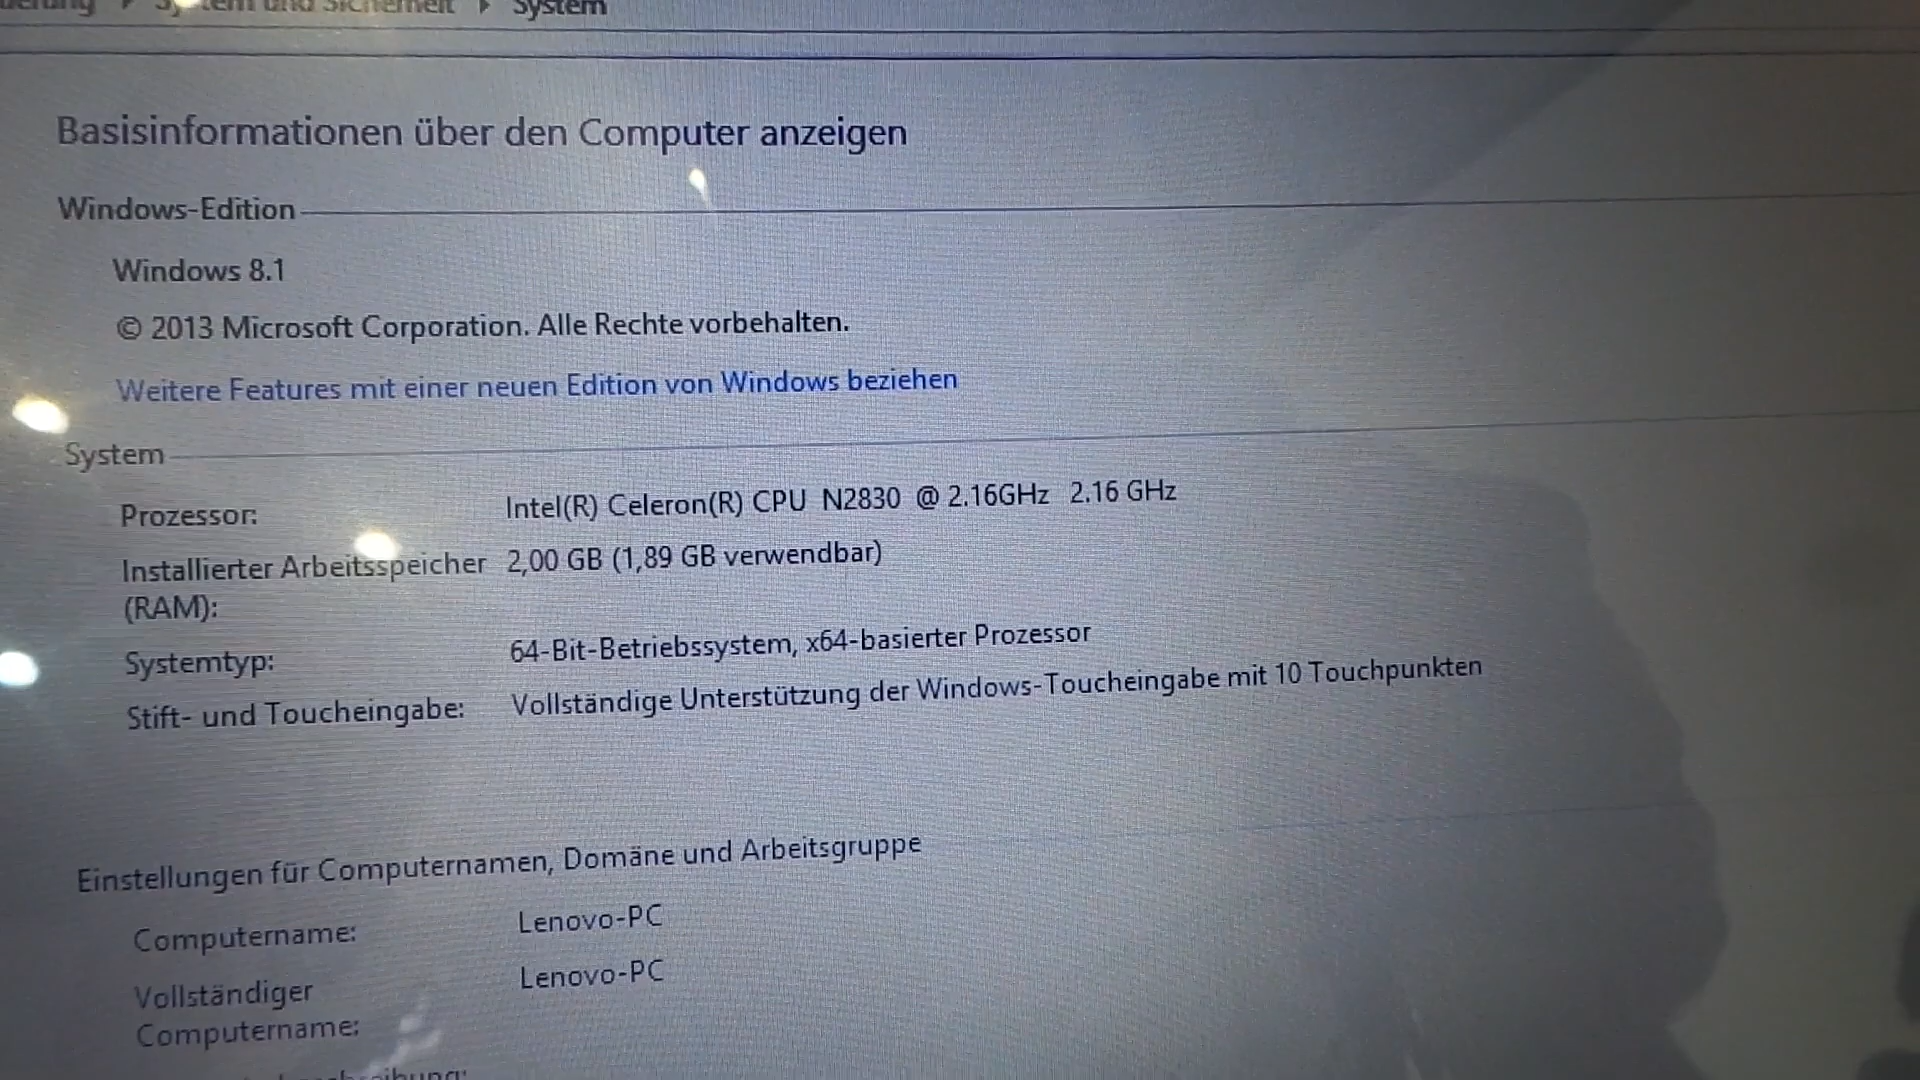 System und Sicherheit ▸ System
Basisinformationen über den Computer anzeigen
Windows-Edition
Windows 8.1
© 2013 Microsoft Corporation. Alle Rechte vorbehalten.
Weitere Features mit einer neuen Edition von Windows beziehen
System
Prozessor: Intel(R) Celeron(R) CPU N2830 @ 2.16GHz 2.16 GHz
Installierter Arbeitsspeicher 2,00 GB (1,89 GB verwendbar)
(RAM):
Systemtyp: 64-Bit-Betriebssystem, x64-basierter Prozessor
Stift- und Toucheingabe: Vollständige Unterstützung der Windows-Toucheingabe mit 10 Touchpunkten
Einstellungen für Computernamen, Domäne und Arbeitsgruppe
Computername: Lenovo-PC
Vollständiger Lenovo-PC
Computername: